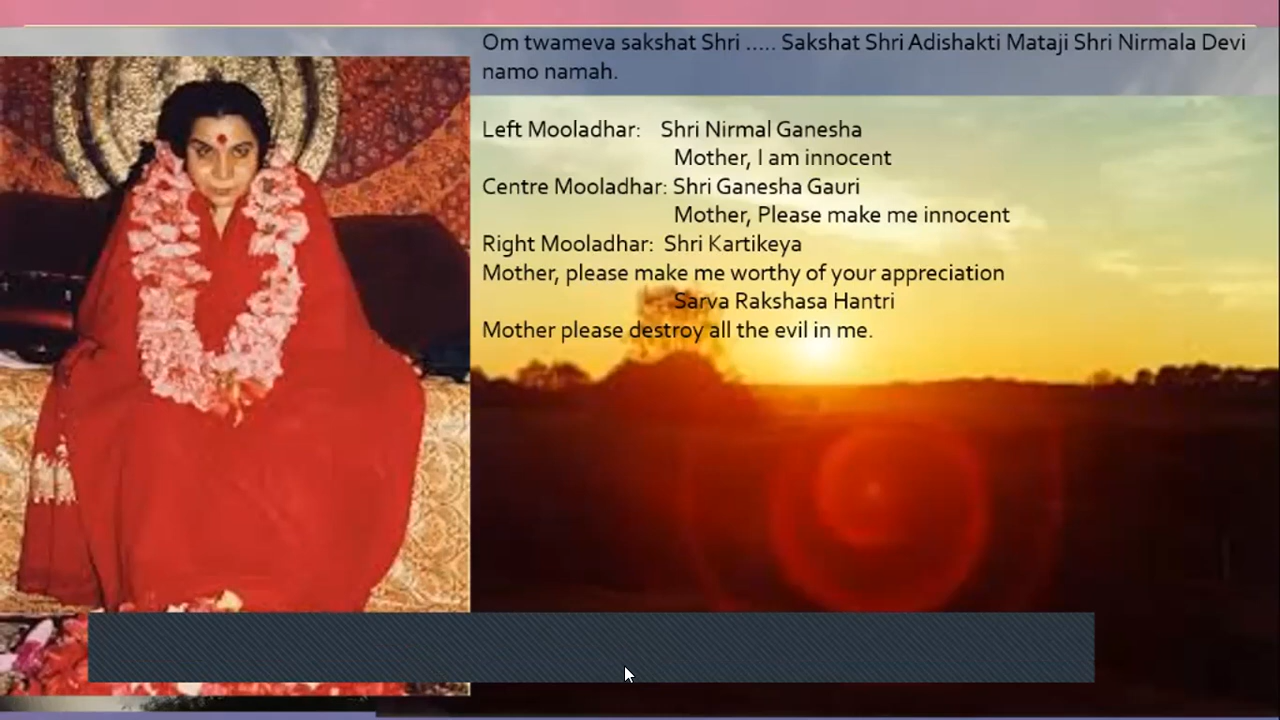 Om twameva sakshat Shri ..... Sakshat Shri Adishakti Mataji Shri Nirmala Devi
namo namah.
Left Mooladhar: Shri Nirmal Ganesha
Mother, I am innocent
Centre Mooladhar: Shri Ganesha Gauri
Mother, Please make me innocent
Right Mooladhar: Shri Kartikeya
Mother, please make me worthy of your appreciation
Sarva Rakshasa Hantri
Mother please destroy all the evil in me.